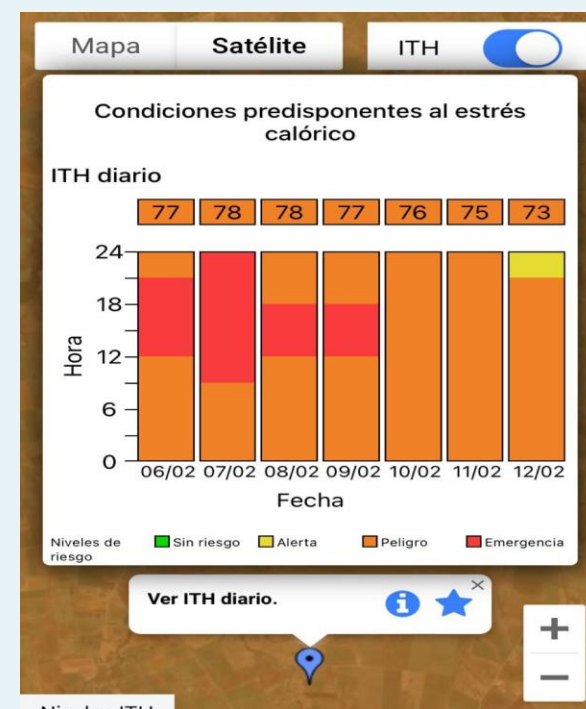 Mapa Satélite ITH
Condiciones predisponentes al estrés
calórico
ITH diario
77 78 78 77 76 75 73
24
18
Hora
12
6
0
06/02 07/02 08/02 09/02 10/02 11/02 12/02
Fecha
Niveles de
riesgo
Sin riesgo Alerta Peligro Emergencia
Ver ITH diario.